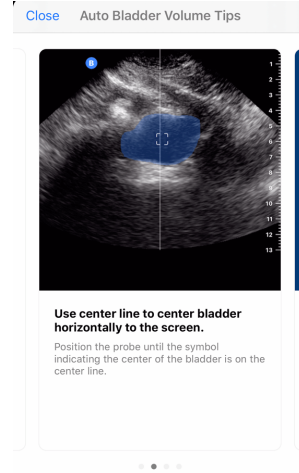 Close
Auto Bladder Volume Tips
B
1
2
3
4
5
6
7
8
9
10
11
12
13
Use center line to center bladder
horizontally to the screen.
Position the probe until the symbol
indicating the center of the bladder is on the
center line.